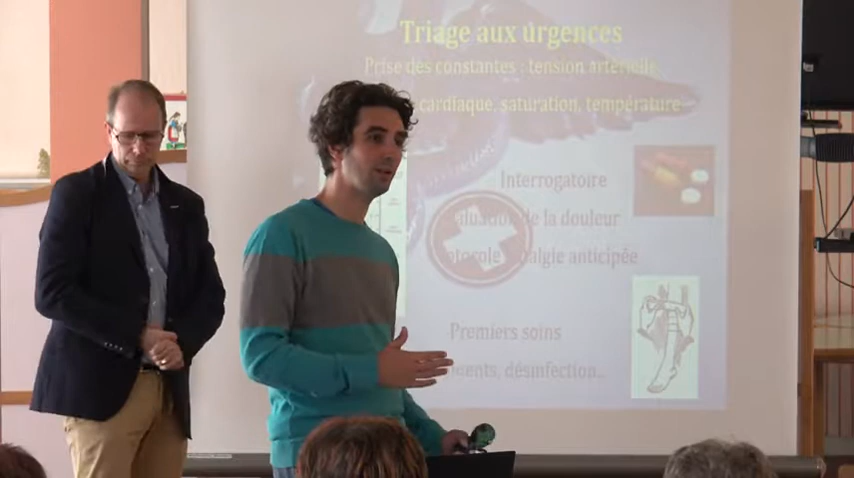 Triage aux urgences
Prise des constantes : tension artérielle
cardiaque, saturation, température
Interrogatoire
de la douleur
algie anticipée
Premiers soins
désinfection...